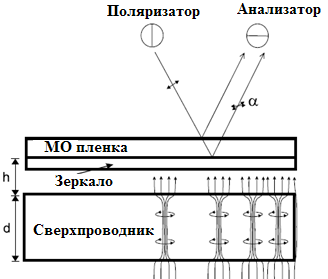 Поляризатор Анализатор
α
МО пленка
h
Зеркало
d
Сверхпроводник